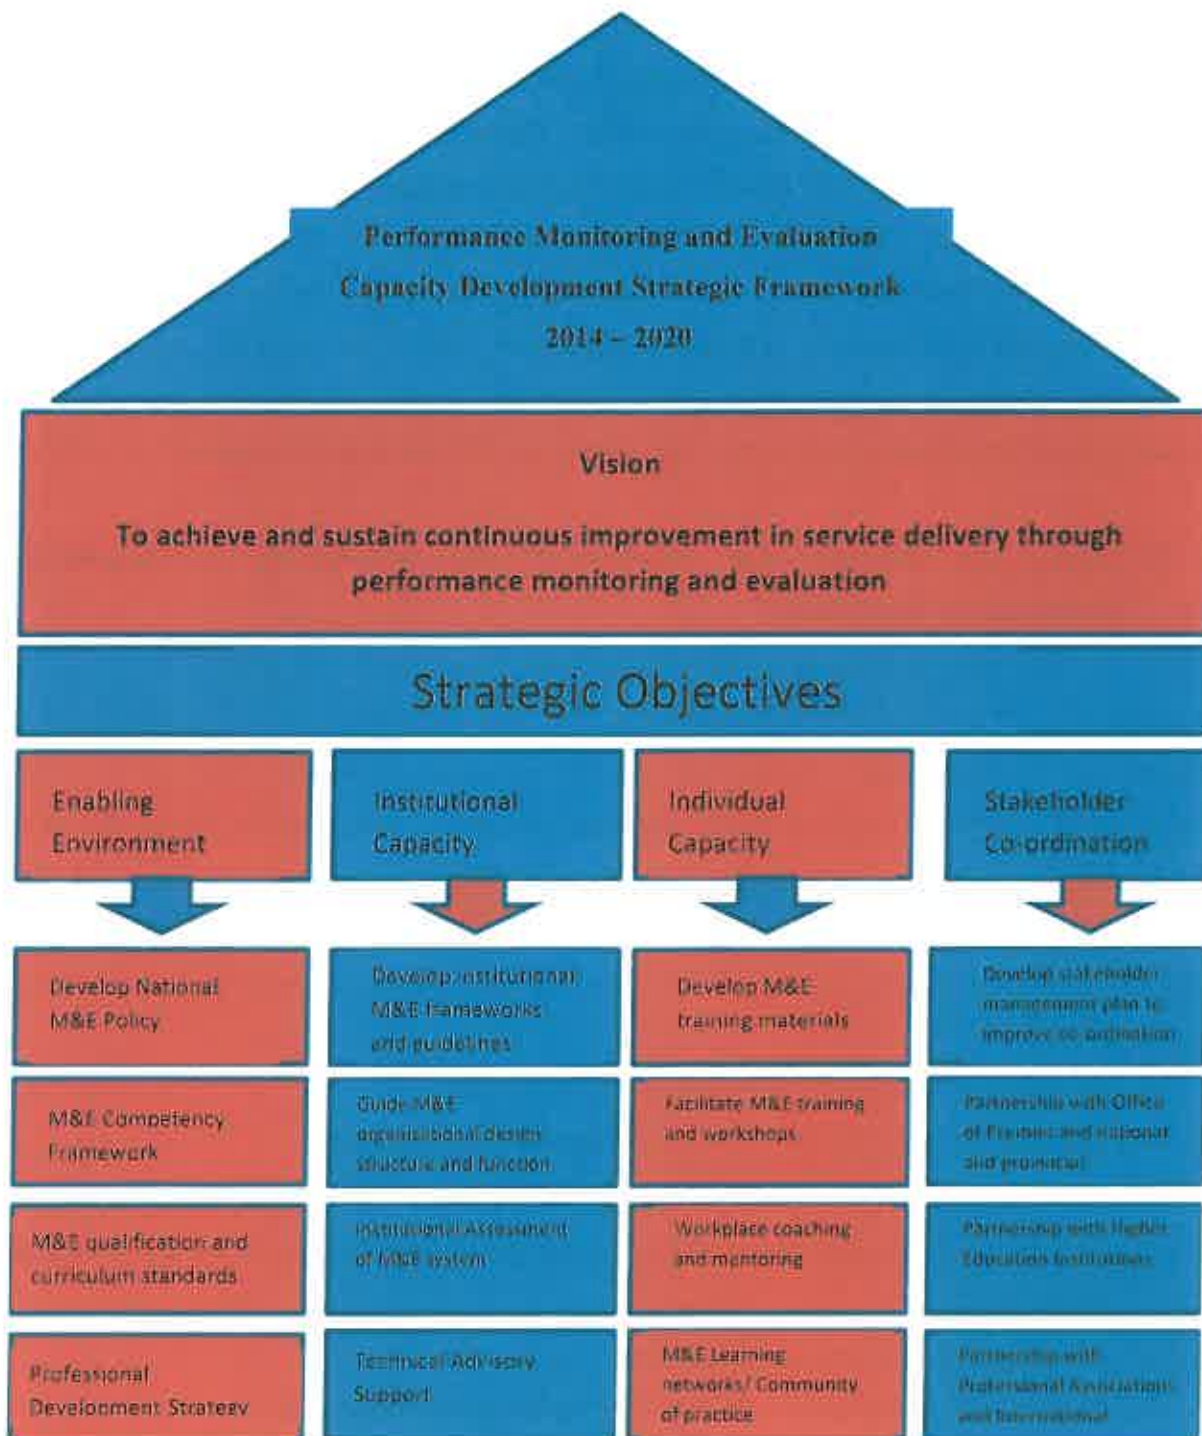 Performance Monitoring and Evaluation
Capacity Development Strategic Framework
2014 – 2020
Vision
To achieve and sustain continuous improvement in service delivery through
performance monitoring and evaluation
Strategic Objectives
Enabling
Environment
Institutional
Capacity
Individual
Capacity
Stakeholder
Co-ordination
Develop National
M&E Policy
Develop institutional
M&E frameworks
and guidelines
Develop M&E
training materials
Develop stakeholder
management plan to
improve co-ordination
M&E Competency
Framework
Guide M&E
organisational design
structure and function
Facilitate M&E training
and workshops
Partnership with Office
of Premier and national
and provincial
M&E qualification and
curriculum standards
Institutional Assessment
of M&E system
Workplace coaching
and mentoring
Partnership with Higher
Education Institutions
Professional
Development Strategy
Technical Advisory
Support
M&E Learning
networks/ Community
of practice
Partnership with
Professional Associations
and International